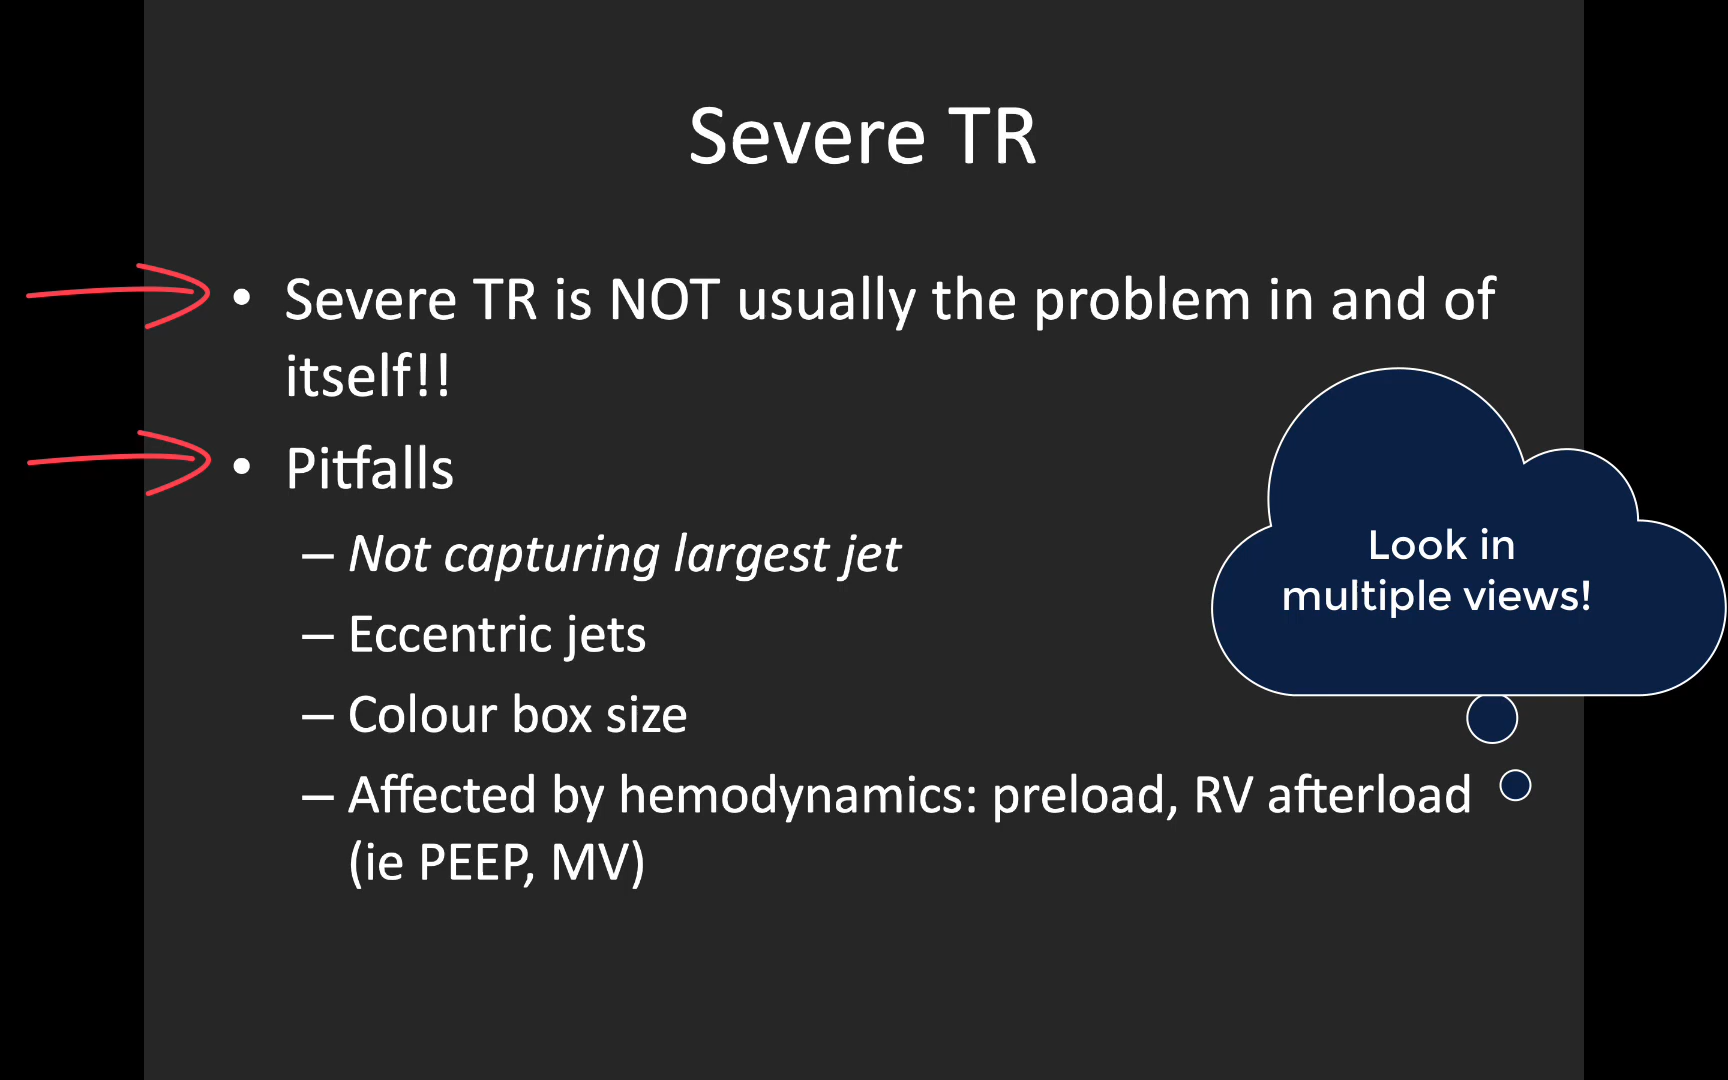 Severe TR
• Severe TR is NOT usually the problem in and of
itself!!
• Pitfalls
– Not capturing largest jet
– Eccentric jets
– Colour box size
– Affected by hemodynamics: preload, RV afterload
(ie PEEP, MV)
Look in
multiple views!